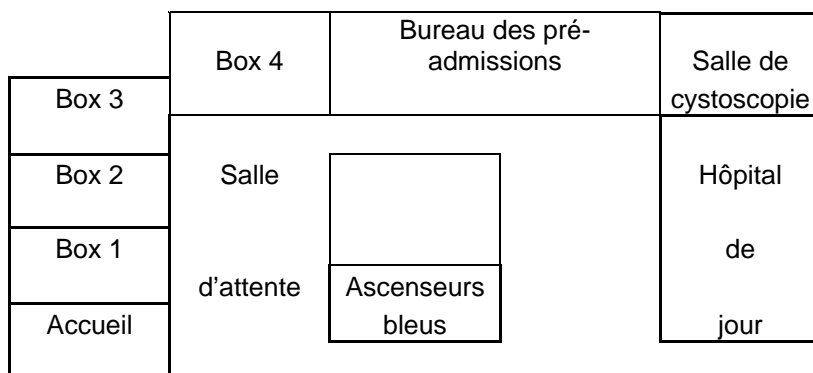 Box 4
Bureau des pré-
admissions
Salle de
cystoscopie
Box 3
Box 2
Salle
Hôpital
Box 1
de
d'attente
Ascenseurs
bleus
Accueil
jour